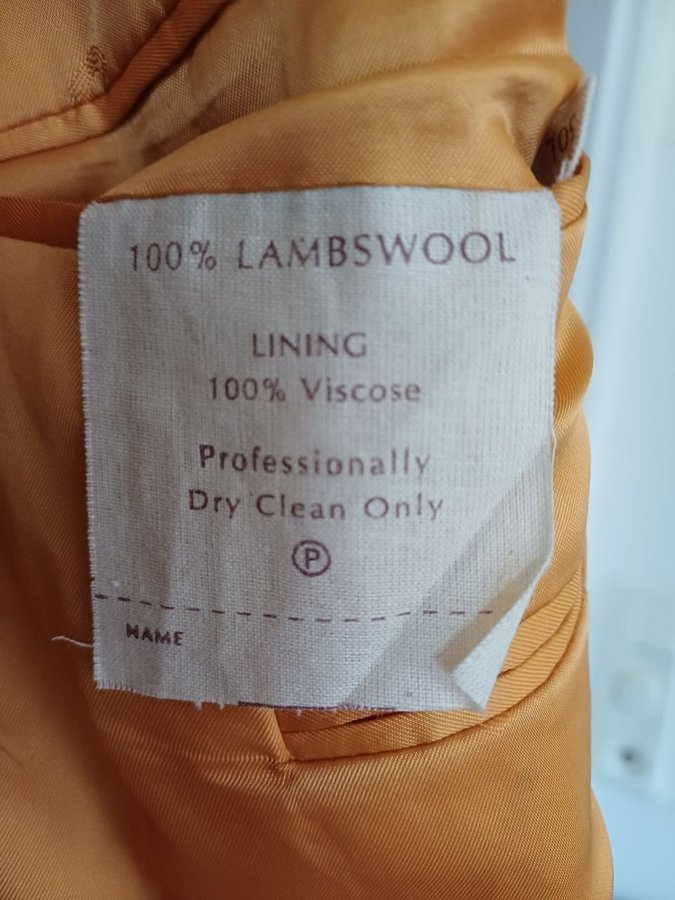 100% LAMBSWOOL
LINING
100% Viscose
Professionally
Dry Clean Only
P
NAME